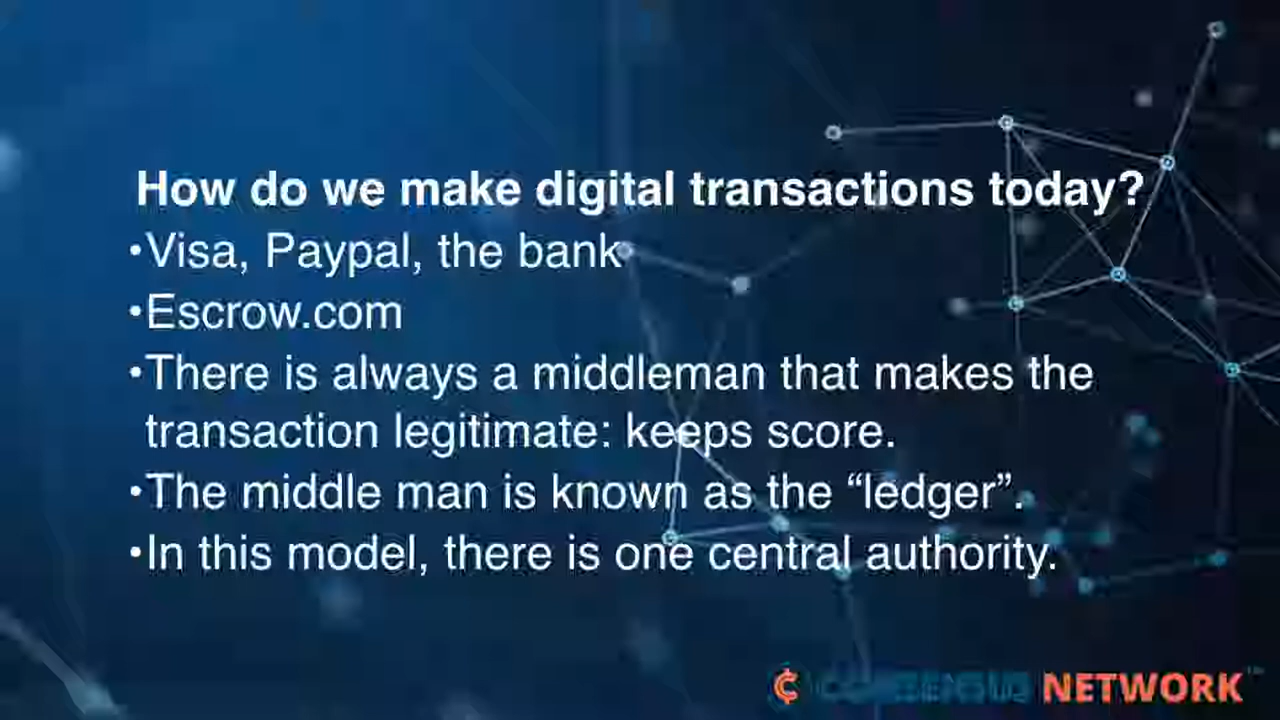 How do we make digital transactions today?
•Visa, Paypal, the bank
•Escrow.com
•There is always a middleman that makes the
transaction legitimate: keeps score.
•The middle man is known as the “ledger”.
•In this model, there is one central authority.
CONSENSUS NETWORK